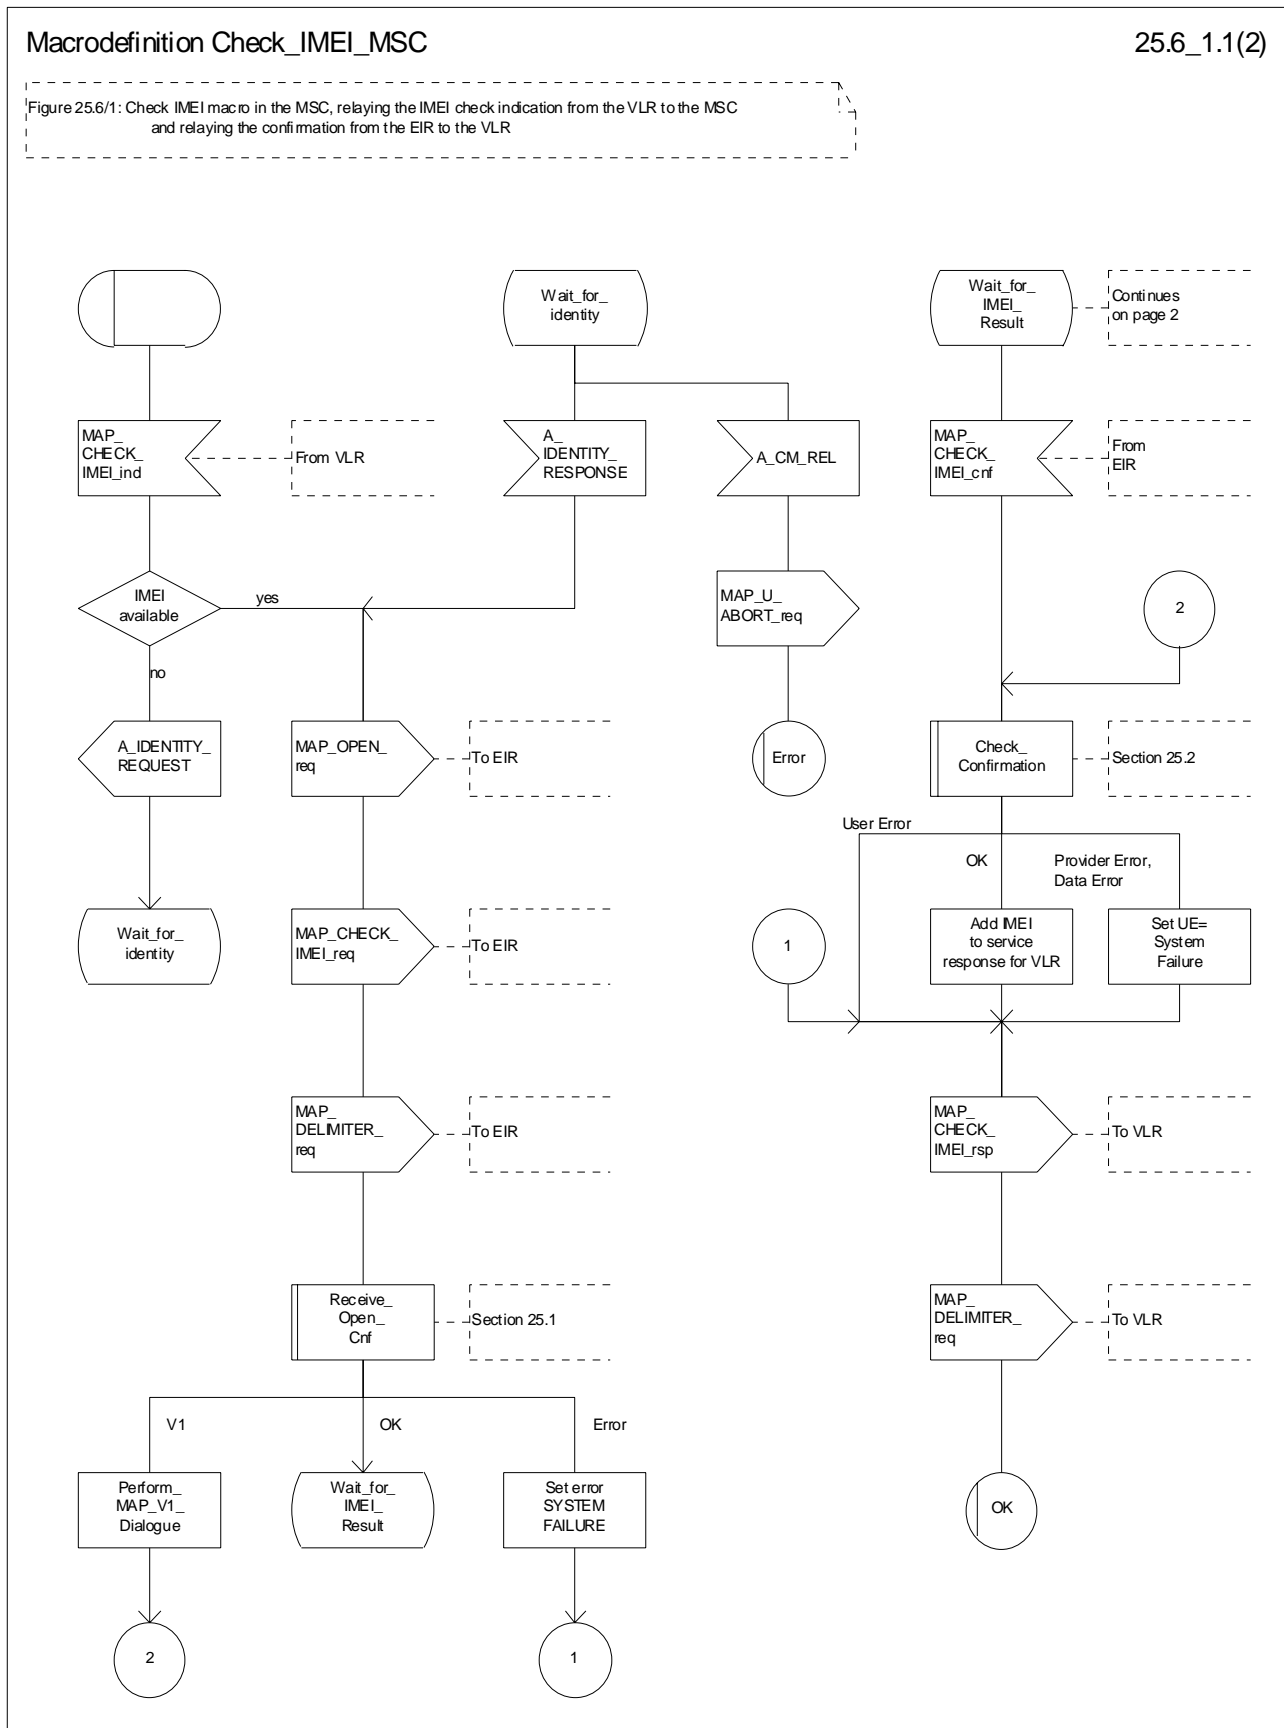 Macrodefinition Check_IMEI_MSC
25.6_1.1(2)
Figure 25.6/1: Check IMEI macro in the MSC, relaying the IMEI check indication from the VLR to the MSC
and relaying the confirmation from the EIR to the VLR
Wait_for_
identity
Wait_for_
IMEI_
Result
Continues
on page 2
MAP_
CHECK_
IMEI_ind
From VLR
A_
IDENTITY_
RESPONSE
A_CM_REL
MAP_
CHECK_
IMEI_cnf
From
EIR
IMEI
available
yes
no
MAP_U_
ABORT_req
2
A_IDENTITY_
REQUEST
MAP_OPEN_
req
To EIR
Error
Check_
Confirmation
Section 25.2
User Error
OK
Provider Error,
Data Error
Wait_for_
identity
MAP_CHECK_
IMEI_req
To EIR
1
Add IMEI
to service
response for VLR
Set UE=
System
Failure
MAP_
DELIMITER_
req
To EIR
MAP_
CHECK_
IMEI_rsp
To VLR
Receive_
Open_
Cnf
Section 25.1
MAP_
DELIMITER_
req
To VLR
V1
OK
Error
Perform_
MAP_V1_
Dialogue
Wait_for_
IMEI_
Result
Set error
SYSTEM
FAILURE
OK
2
1